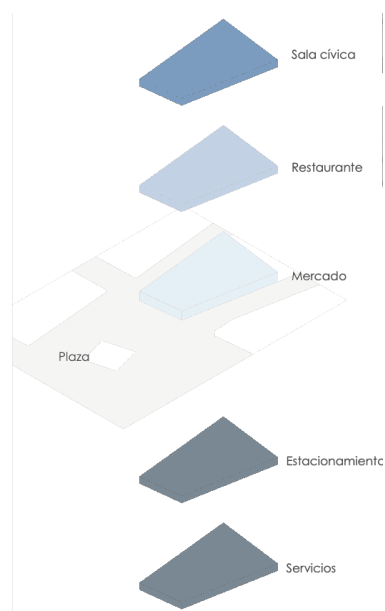 Sala cívica
Restaurante
Mercado
Plaza
Estacionamiento
Servicios